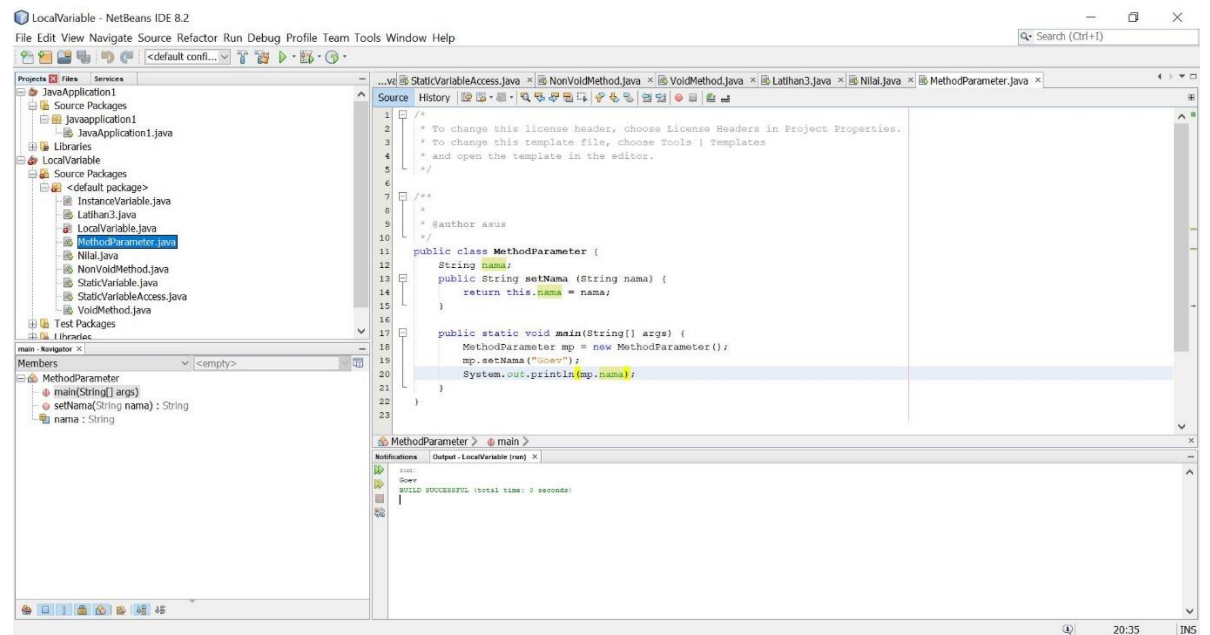 LocalVariable - NetBeans IDE 8.2
File Edit View Navigate Source Refactor Run Debug Profile Team Tools Window Help
Search (Ctrl+I)
<default confi...
Projects Files Services
JavaApplication1
Source Packages
javaapplication1
JavaApplication1.java
Libraries
LocalVariable
Source Packages
<default package>
InstanceVariable.java
Latihan3.java
LocalVariable.java
MethodParameter.java
Nilai.java
NonVoidMethod.java
StaticVariable.java
StaticVariableAccess.java
VoidMethod.java
Test Packages
Libraries
main - Navigator
Members <empty>
MethodParameter
main(String[] args)
setNama(String nama) : String
nama : String
...va StaticVariableAccess.java NonVoidMethod.java VoidMethod.java Latihan3.java Nilai.java MethodParameter.java
Source History
1 /*
2 * To change this license header, choose License Headers in Project Properties.
3 * To change this template file, choose Tools | Templates
4 * and open the template in the editor.
5 */
6
7 /**
8 *
9 * @author asus
10 */
11 public class MethodParameter {
12 String nama;
13 public String setNama (String nama) {
14 return this.nama = nama;
15 }
16
17 public static void main(String[] args) {
18 MethodParameter mp = new MethodParameter();
19 mp.setNama("Goev");
20 System.out.println(mp.nama);
21 }
22 }
23
MethodParameter main
Notifications Output - LocalVariable (run)
run:
Goev
BUILD SUCCESSFUL (total time: 0 seconds)
20:35 INS